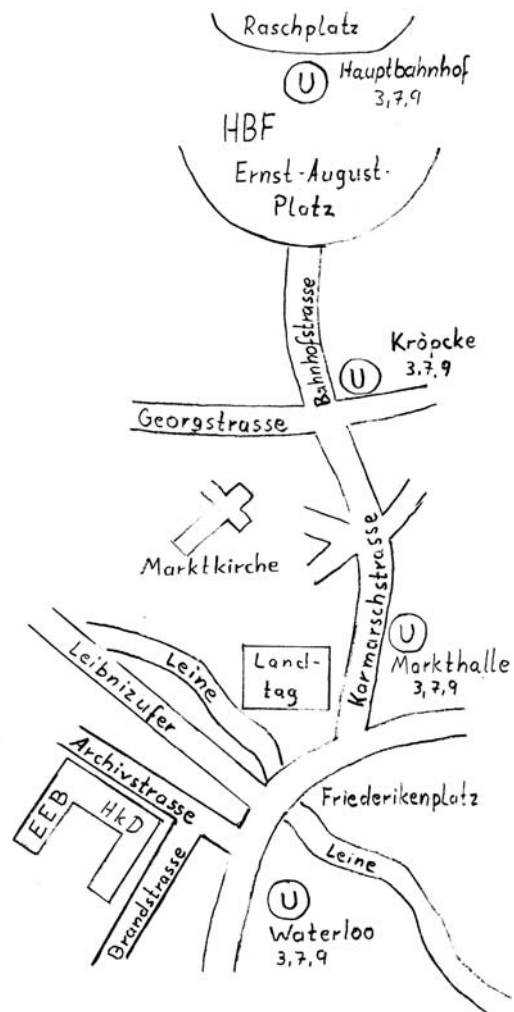 Raschplatz
U
Hauptbahnhof
3,7,9
HBF
Ernst-August-
Platz
Bahnhofstrasse
Kröpcke
3,7,9
U
Georgstrasse
Marktkirche
Karmarschstrasse
U
Markthalle
3,7,9
Land-
tag
Leine
Leibnizufer
Archivstrasse
Friederikenplatz
EEB
HkD
Leine
Brandstrasse
U
Waterloo
3,7,9